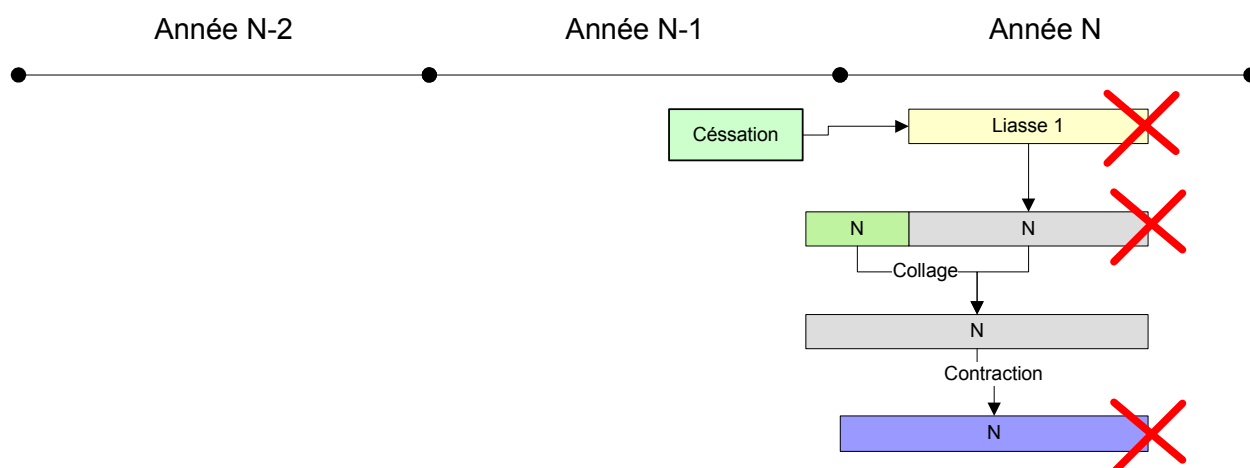 Année N-2
Année N-1
Année N
Céssation
Liasse 1
N
N
Collage
N
Contraction
N